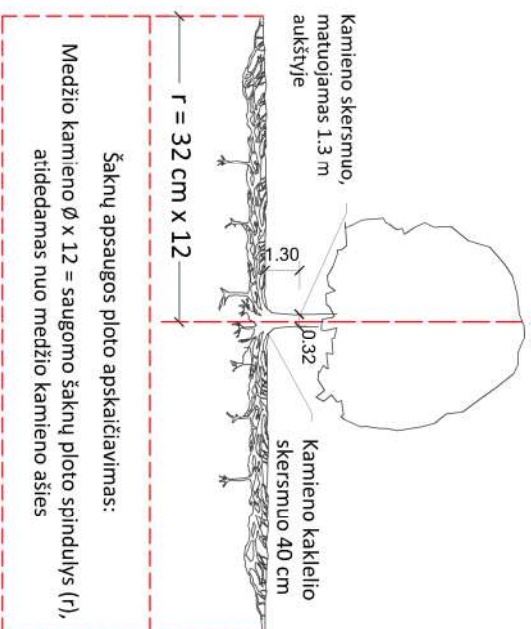 Kamieno skersmuo,
matuojamas 1.3 m
aukštyje
1.30
0.32
Kamieno kaklelio
skersmuo 40 cm
r = 32 cm x 12
Šaknų apsaugos ploto apskaičiavimas:
Medžio kamieno Ø x 12 = saugomo šaknų ploto spindulys (r),
atidedamas nuo medžio kamieno ašies